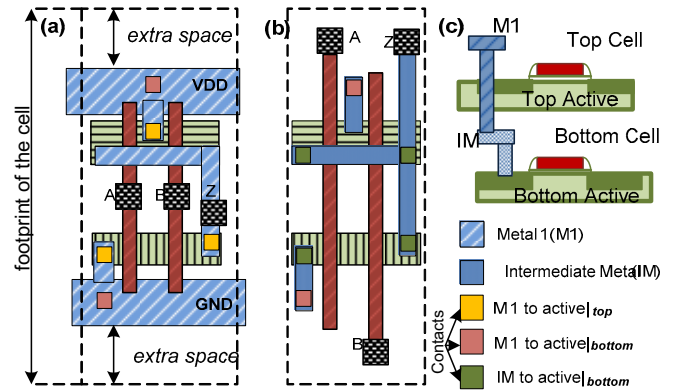 (a)
extra space
VDD
A
B
Z
GND
extra space
footprint of the cell
(b)
A
Z
B
(c)
M1
Top Cell
Top Active
IM
Bottom Cell
Bottom Active
Metal 1(M1)
Intermediate Metal(IM)
Contacts
M1 to active|top
M1 to active|bottom
IM to active|bottom